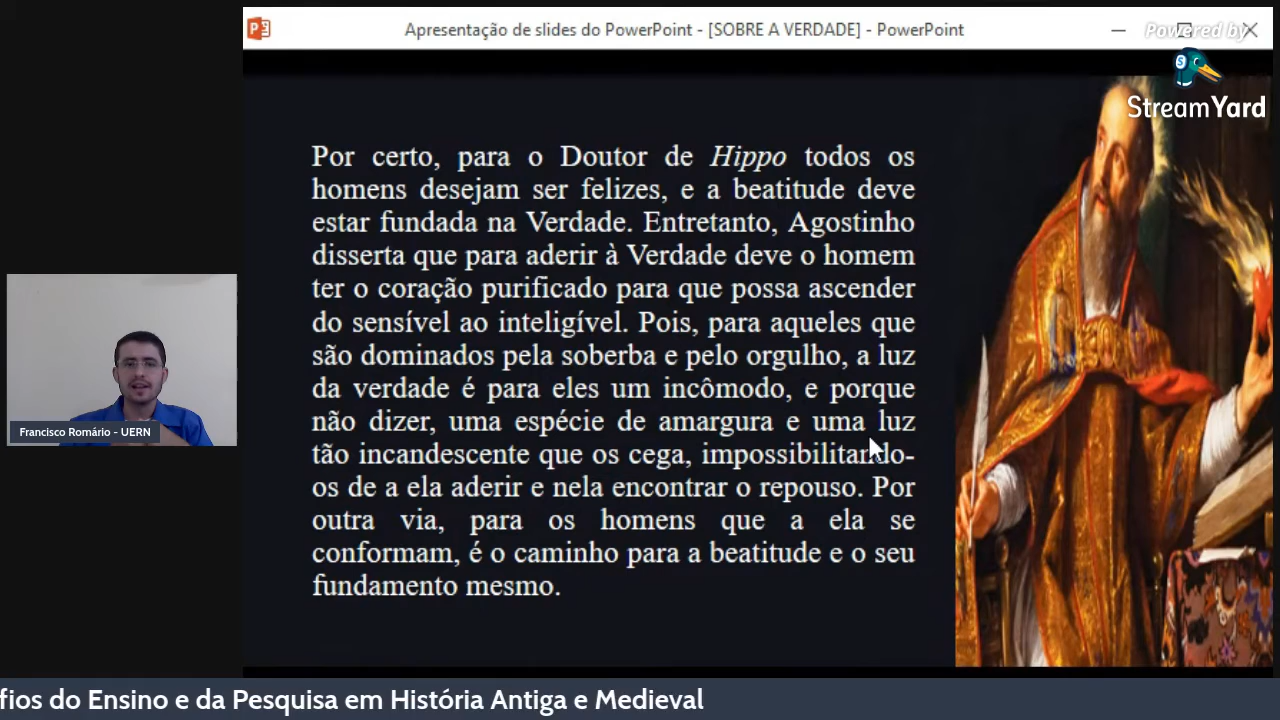 Apresentação de slides do PowerPoint - [SOBRE A VERDADE] - PowerPoint
Powered by
StreamYard
Por certo, para o Doutor de Hippo todos os
homens desejam ser felizes, e a beatitude deve
estar fundada na Verdade. Entretanto, Agostinho
disserta que para aderir à Verdade deve o homem
ter o coração purificado para que possa ascender
do sensível ao inteligível. Pois, para aqueles que
são dominados pela soberba e pelo orgulho, a luz
da verdade é para eles um incômodo, e porque
não dizer, uma espécie de amargura e uma luz
tão incandescente que os cega, impossibilitando-
os de a ela aderir e nela encontrar o repouso. Por
outra via, para os homens que a ela se
conformam, é o caminho para a beatitude e o seu
fundamento mesmo.
Francisco Romário - UERN
fios do Ensino e da Pesquisa em História Antiga e Medieval